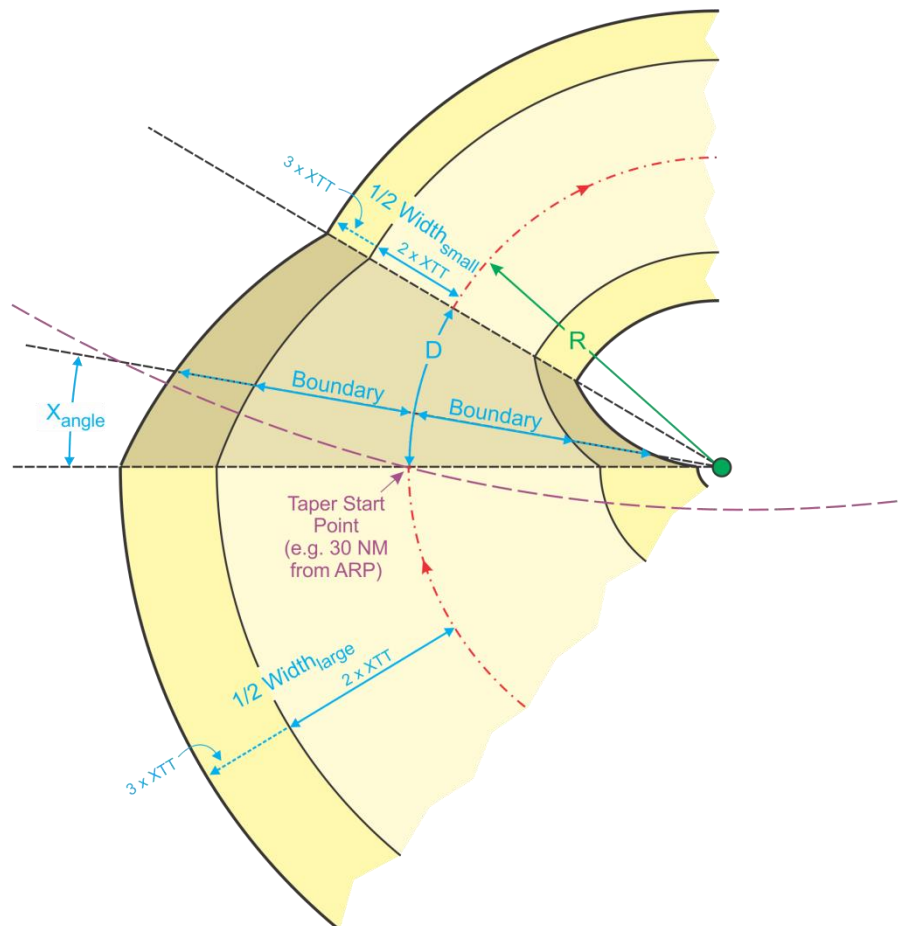 3 x XTT
1/2 Width small
2 x XTT
R
D
Boundary
Boundary
X angle
Taper Start
Point
(e.g. 30 NM
from ARP)
1/2 Width large
2 x XTT
3 x XTT